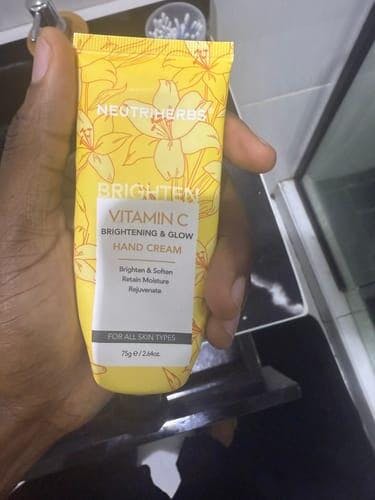 NEUTRIHERBS
BRIGHTEN
VITAMIN C
BRIGHTENING & GLOW
HAND CREAM
Brighten & Soften
Retain Moisture
Rejuvenate
FOR ALL SKIN TYPES
75g ℮ / 2.64oz.